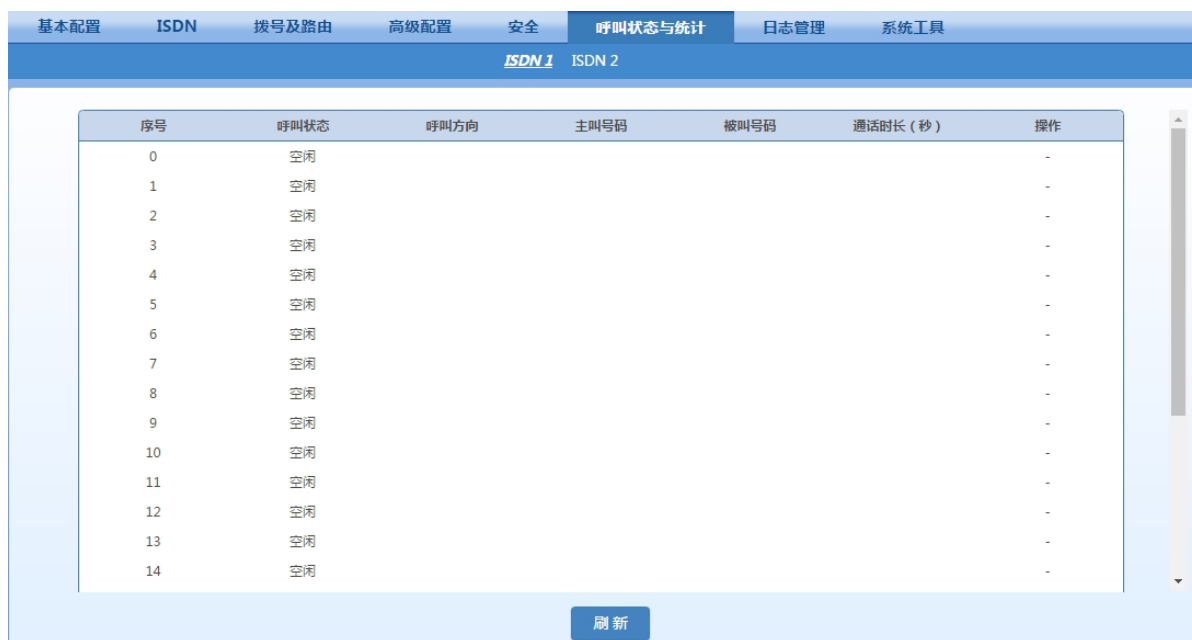 基本配置 ISDN 拨号及路由 高级配置 安全 呼叫状态与统计 日志管理 系统工具
ISDN 1 ISDN 2
序号 呼叫状态 呼叫方向 主叫号码 被叫号码 通话时长（秒） 操作
0 空闲 -
1 空闲 -
2 空闲 -
3 空闲 -
4 空闲 -
5 空闲 -
6 空闲 -
7 空闲 -
8 空闲 -
9 空闲 -
10 空闲 -
11 空闲 -
12 空闲 -
13 空闲 -
14 空闲 -
刷新